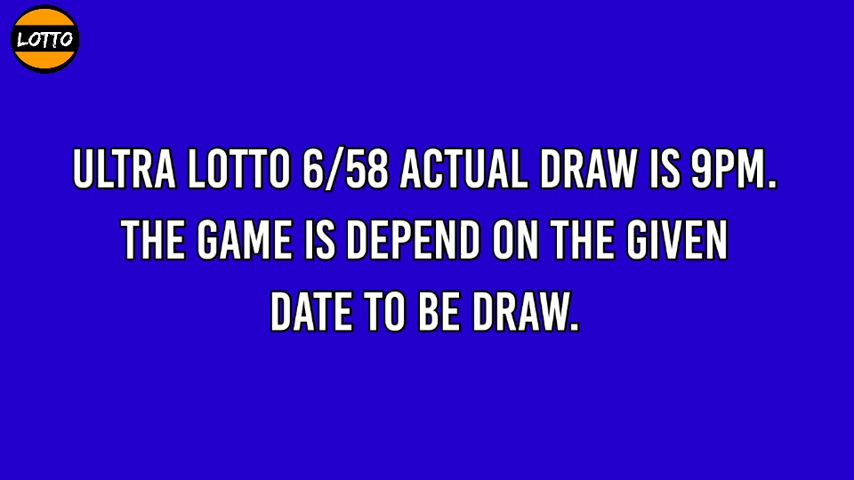 LOTTO
ULTRA LOTTO 6/58 ACTUAL DRAW IS 9PM.
THE GAME IS DEPEND ON THE GIVEN
DATE TO BE DRAW.